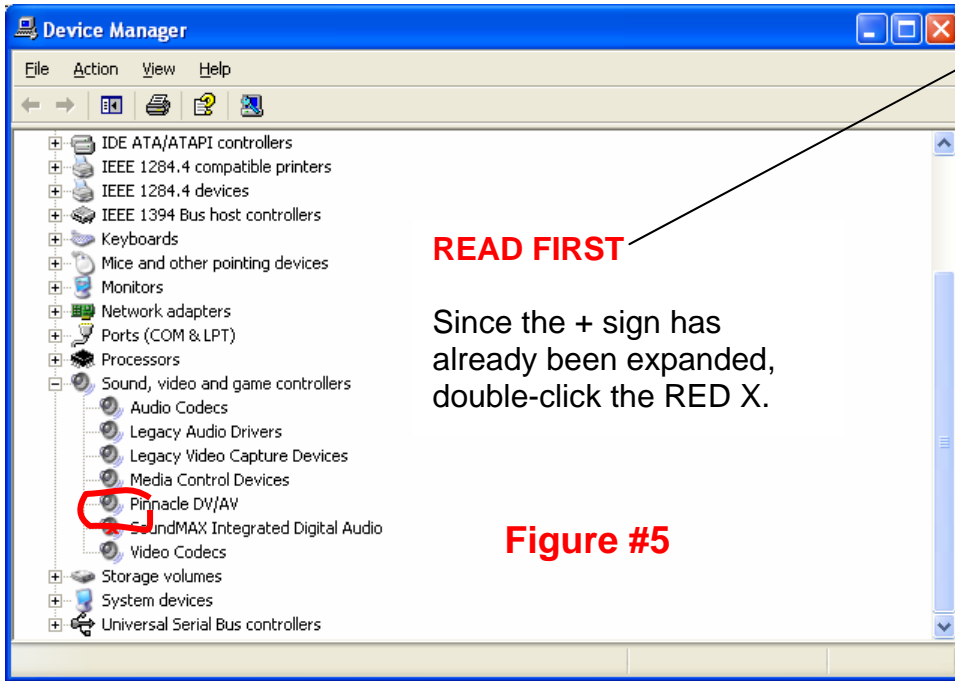 Device Manager
File Action View Help
IDE ATA/ATAPI controllers
IEEE 1284.4 compatible printers
IEEE 1284.4 devices
IEEE 1394 Bus host controllers
Keyboards
Mice and other pointing devices
Monitors
Network adapters
Ports (COM & LPT)
Processors
Sound, video and game controllers
Audio Codecs
Legacy Audio Drivers
Legacy Video Capture Devices
Media Control Devices
Pinnacle DV/AV
SoundMAX Integrated Digital Audio
Video Codecs
Storage volumes
System devices
Universal Serial Bus controllers
READ FIRST
Since the + sign has
already been expanded,
double-click the RED X.
Figure #5